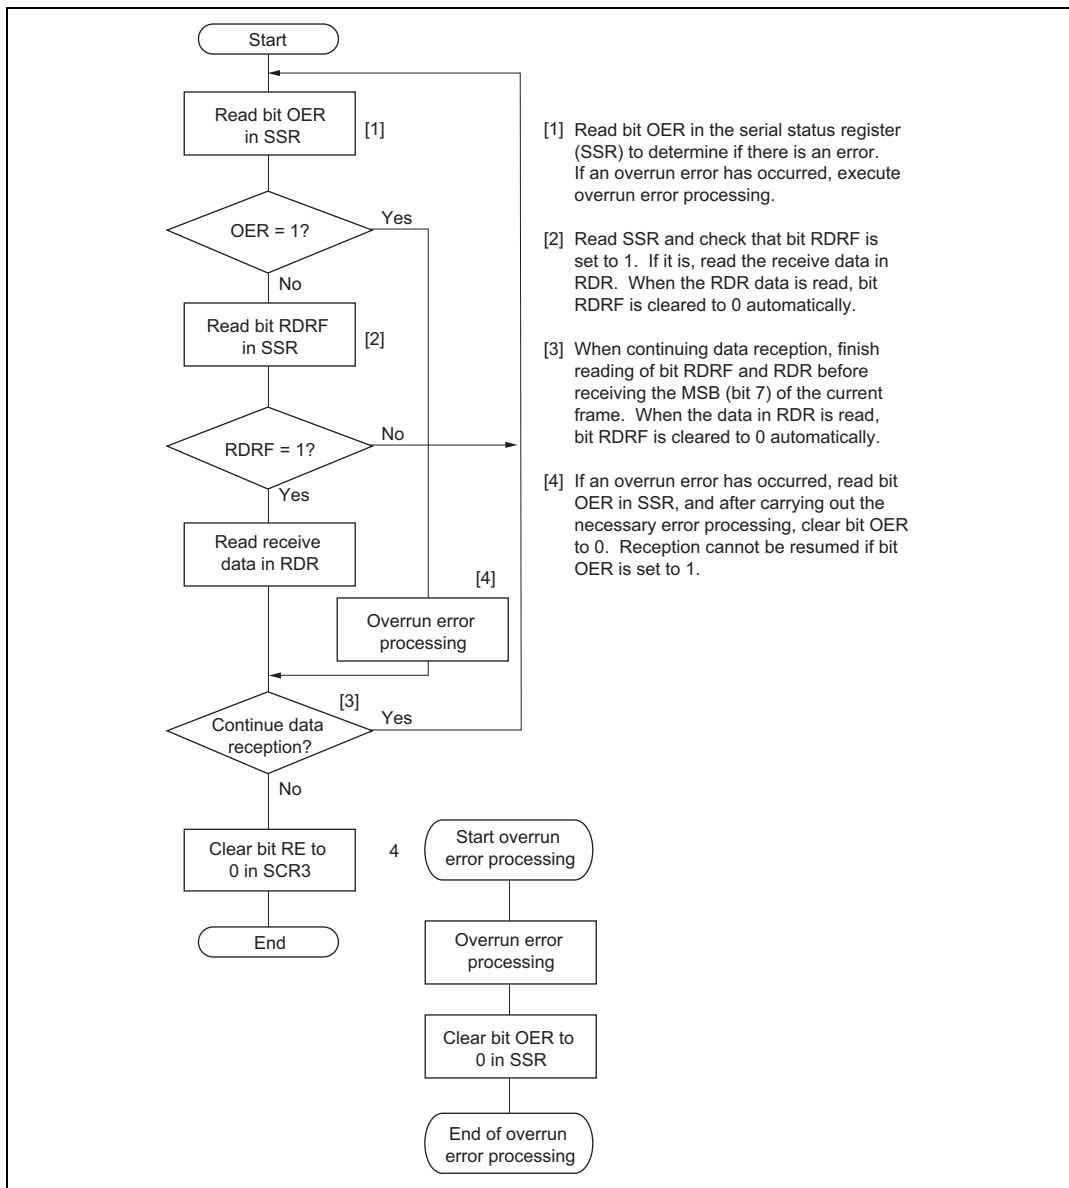 Start
Read bit OER
in SSR
[1]
OER = 1?
Yes
No
Read bit RDRF
in SSR
[2]
RDRF = 1?
No
Yes
Read receive
data in RDR
[4]
Overrun error
processing
[3]
Continue data
reception?
Yes
No
Clear bit RE to
0 in SCR3
End
[1] Read bit OER in the serial status register
(SSR) to determine if there is an error.
If an overrun error has occurred, execute
overrun error processing.
[2] Read SSR and check that bit RDRF is
set to 1. If it is, read the receive data in
RDR. When the RDR data is read, bit
RDRF is cleared to 0 automatically.
[3] When continuing data reception, finish
reading of bit RDRF and RDR before
receiving the MSB (bit 7) of the current
frame. When the data in RDR is read,
bit RDRF is cleared to 0 automatically.
[4] If an overrun error has occurred, read bit
OER in SSR, and after carrying out the
necessary error processing, clear bit OER
to 0. Reception cannot be resumed if bit
OER is set to 1.
4
Start overrun
error processing
Overrun error
processing
Clear bit OER to
0 in SSR
End of overrun
error processing